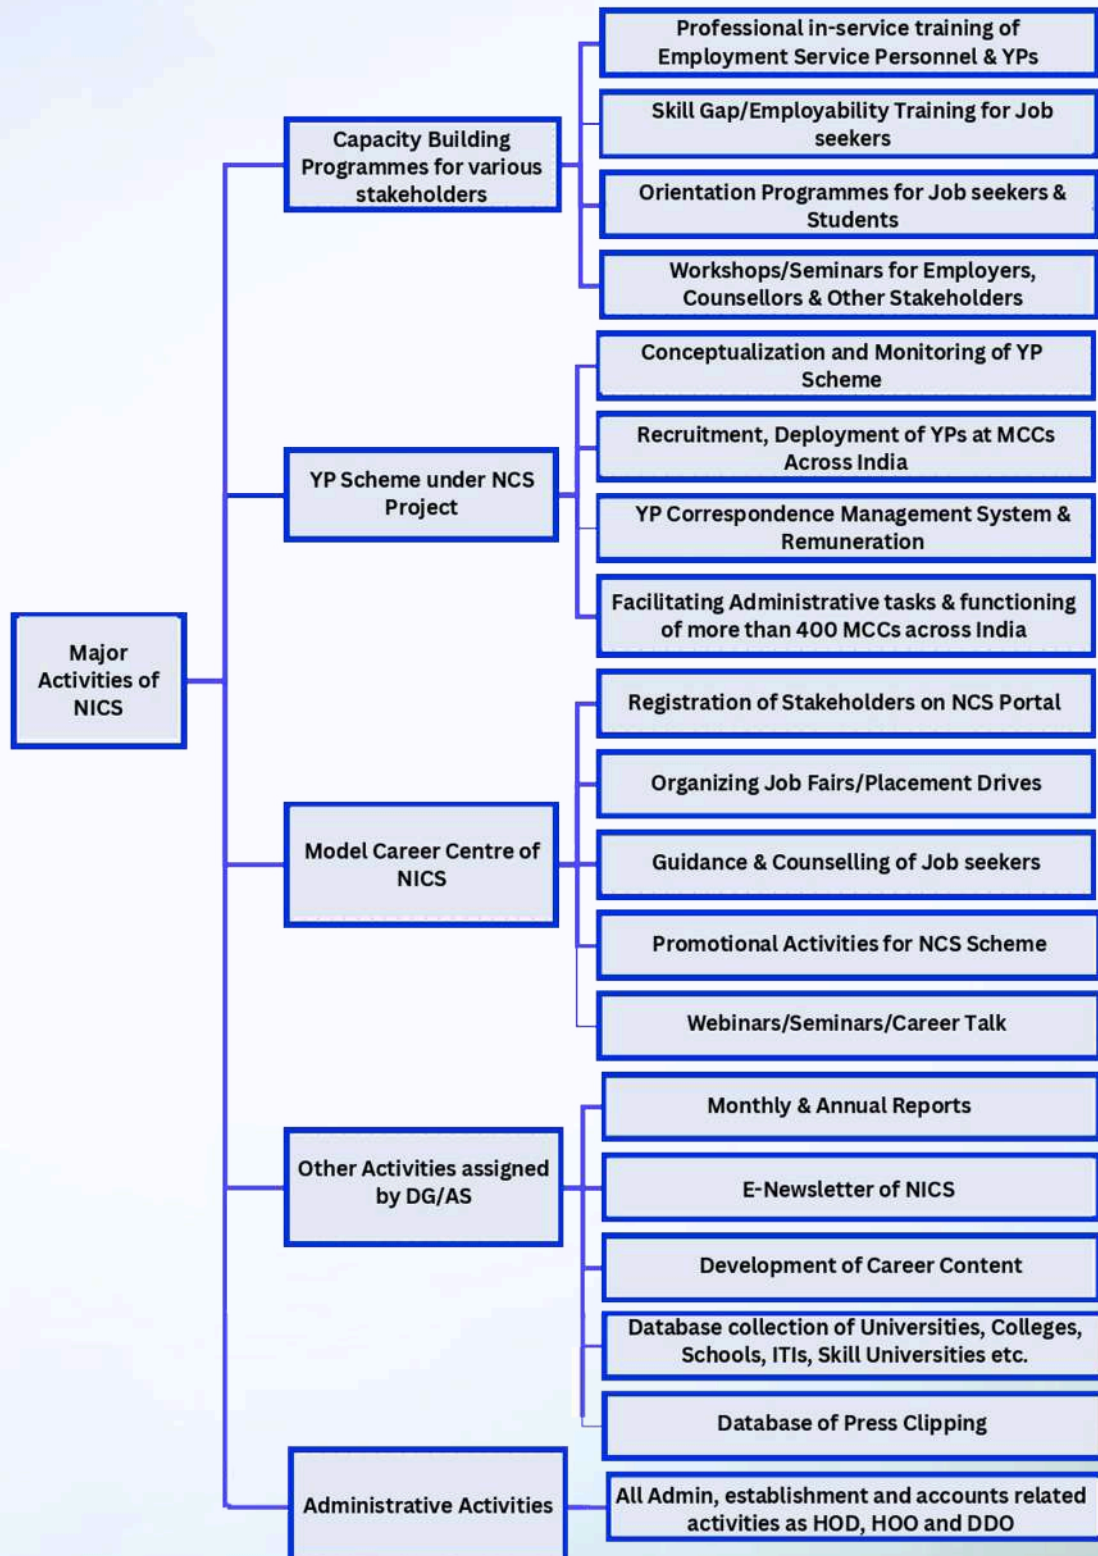 Major
Activities of
NICS
Capacity Building
Programmes for various
stakeholders
Professional in-service training of
Employment Service Personnel & YPs
Skill Gap/Employability Training for Job
seekers
Orientation Programmes for Job seekers &
Students
Workshops/Seminars for Employers,
Counsellors & Other Stakeholders
YP Scheme under NCS
Project
Conceptualization and Monitoring of YP
Scheme
Recruitment, Deployment of YPs at MCCs
Across India
YP Correspondence Management System &
Remuneration
Facilitating Administrative tasks & functioning
of more than 400 MCCs across India
Model Career Centre of
NICS
Registration of Stakeholders on NCS Portal
Organizing Job Fairs/Placement Drives
Guidance & Counselling of Job seekers
Promotional Activities for NCS Scheme
Webinars/Seminars/Career Talk
Other Activities assigned
by DG/AS
Monthly & Annual Reports
E-Newsletter of NICS
Development of Career Content
Database collection of Universities, Colleges,
Schools, ITIs, Skill Universities etc.
Database of Press Clipping
Administrative Activities
All Admin, establishment and accounts related
activities as HOD, HOO and DDO